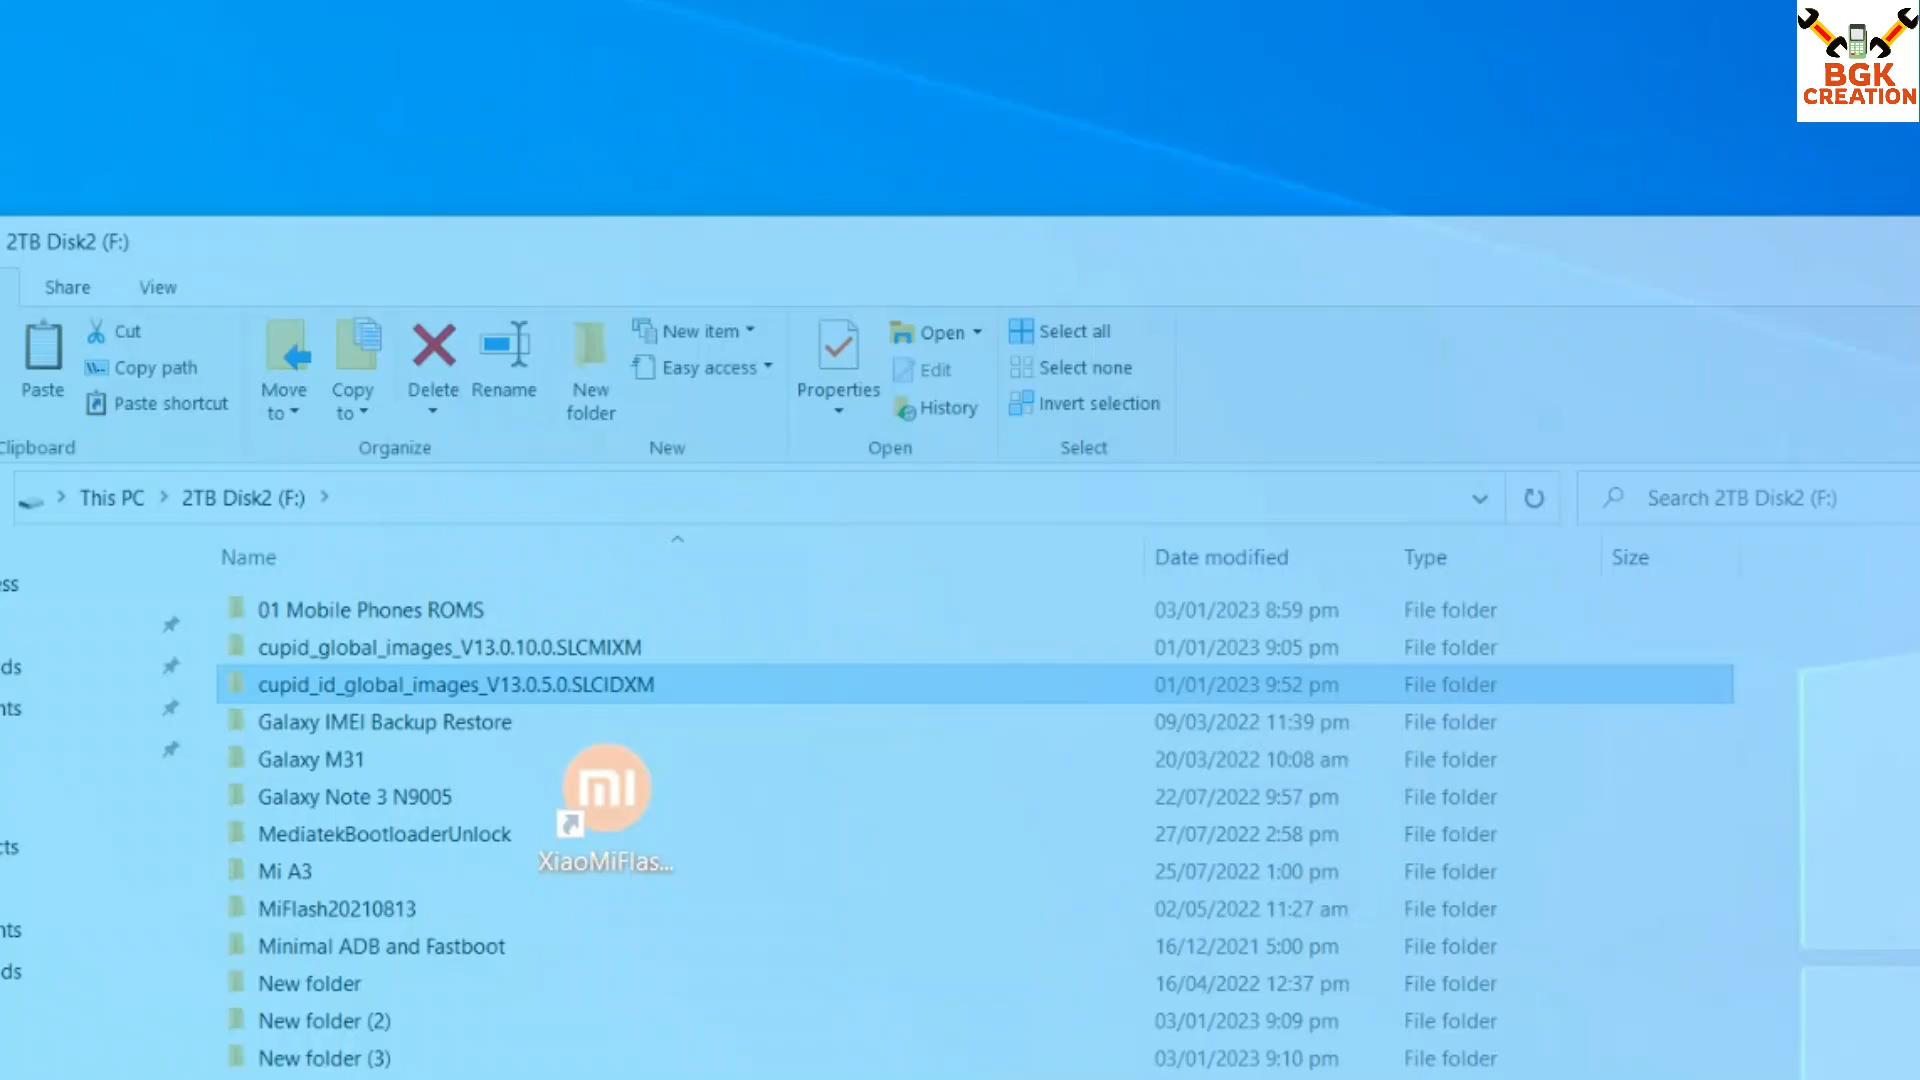 BGK
CREATION
2TB Disk2 (F:)
Share View
Paste
Cut
Copy path
Paste shortcut
Clipboard
Move to
Copy to
Delete
Rename
Organize
New folder
New item
Easy access
New
Properties
Open
Edit
History
Open
Select all
Select none
Invert selection
Select
This PC > 2TB Disk2 (F:) >
Search 2TB Disk2 (F:)
Name Date modified Type Size
01 Mobile Phones ROMS 03/01/2023 8:59 pm File folder
cupid_global_images_V13.0.10.0.SLCMIXM 01/01/2023 9:05 pm File folder
cupid_id_global_images_V13.0.5.0.SLCIDXM 01/01/2023 9:52 pm File folder
Galaxy IMEI Backup Restore 09/03/2022 11:39 pm File folder
Galaxy M31 20/03/2022 10:08 am File folder
Galaxy Note 3 N9005 22/07/2022 9:57 pm File folder
MediatekBootloaderUnlock 27/07/2022 2:58 pm File folder
Mi A3 25/07/2022 1:00 pm File folder
MiFlash20210813 02/05/2022 11:27 am File folder
Minimal ADB and Fastboot 16/12/2021 5:00 pm File folder
New folder 16/04/2022 12:37 pm File folder
New folder (2) 03/01/2023 9:09 pm File folder
New folder (3) 03/01/2023 9:10 pm File folder
mi
XiaoMiFlas...